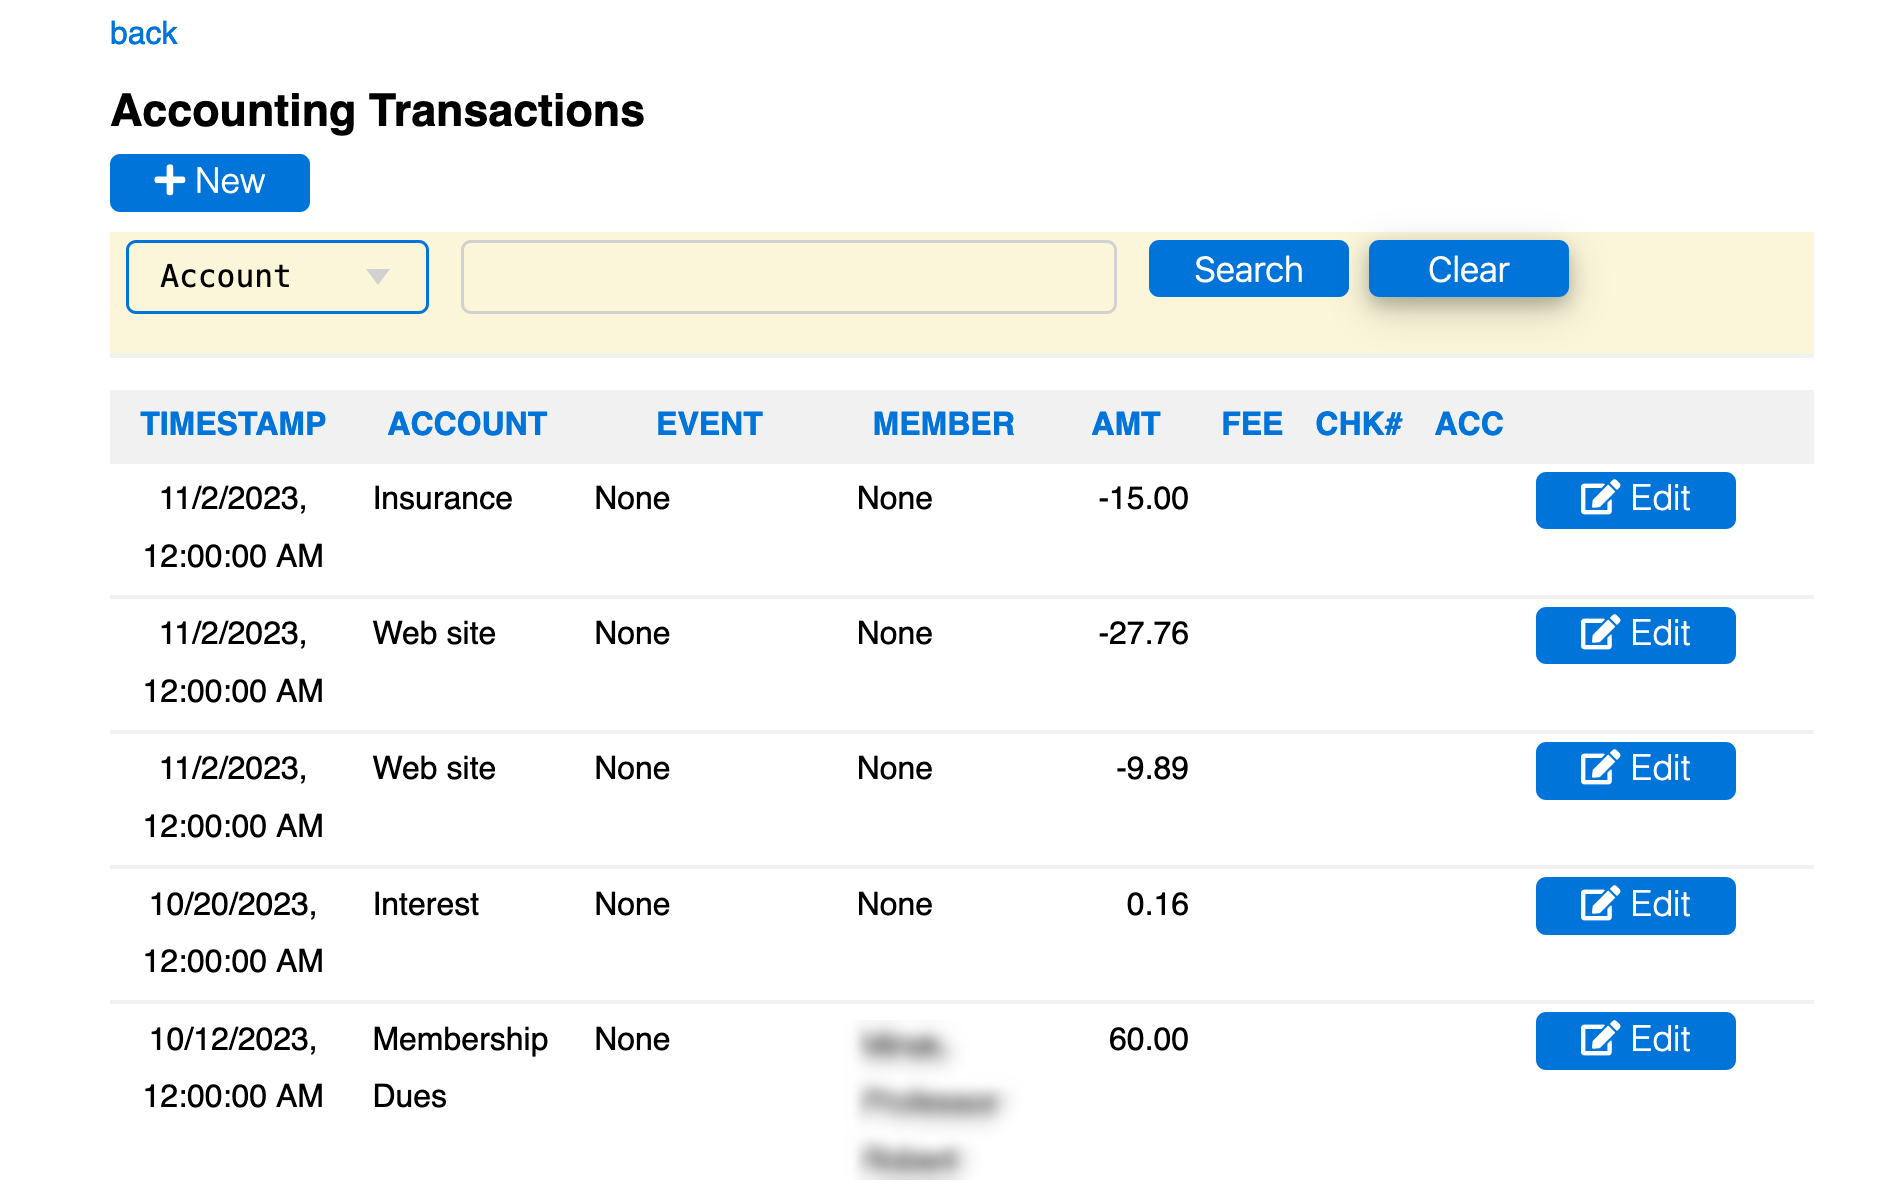 back
Accounting Transactions
New
Account Search Clear
TIMESTAMP ACCOUNT EVENT MEMBER AMT FEE CHK# ACC
11/2/2023, Insurance None None -15.00 Edit
12:00:00 AM
11/2/2023, Web site None None -27.76 Edit
12:00:00 AM
11/2/2023, Web site None None -9.89 Edit
12:00:00 AM
10/20/2023, Interest None None 0.16 Edit
12:00:00 AM
10/12/2023, Membership None 60.00 Edit
12:00:00 AM Dues